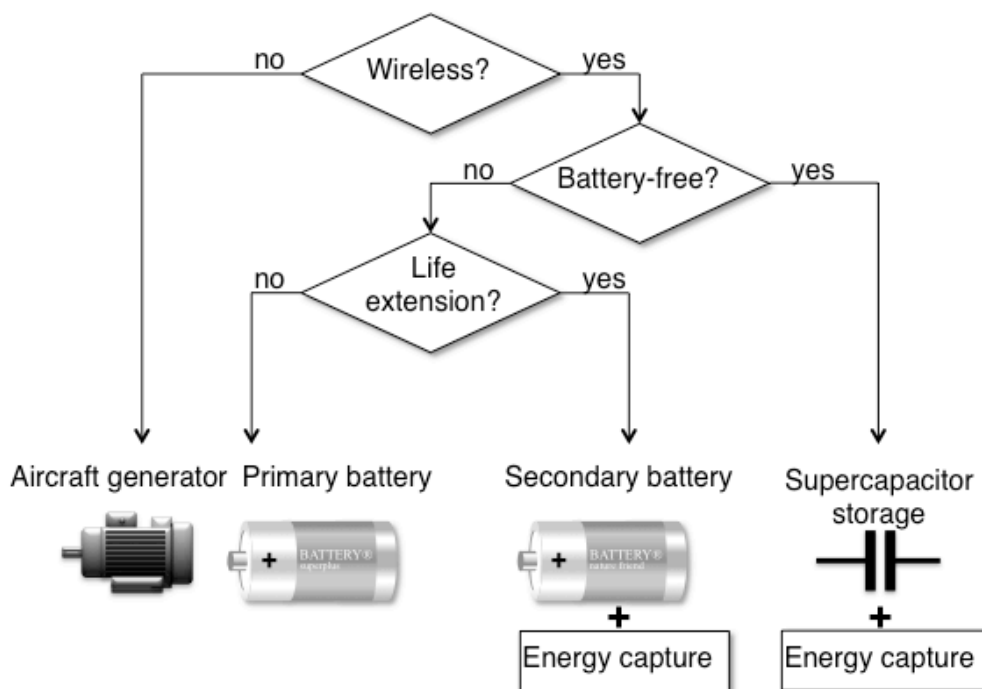 Wireless?
no
yes
Battery-free?
no
yes
Life
extension?
no
yes
Aircraft generator
Primary battery
Secondary battery
Supercapacitor
storage
+
BATTERY®
superplus
+
BATTERY®
nature friend
+
Energy capture
+
Energy capture